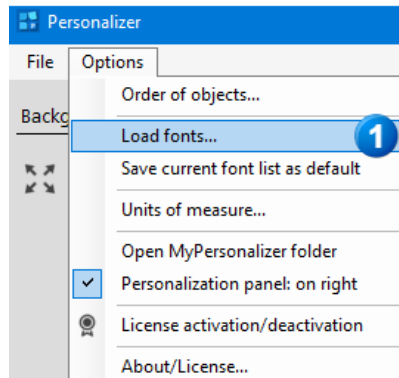 Personalizer
File Options
Order of objects...
Backg
Load fonts... 1
Save current font list as default
Units of measure...
Open MyPersonalizer folder
Personalization panel: on right
License activation/deactivation
About/License...